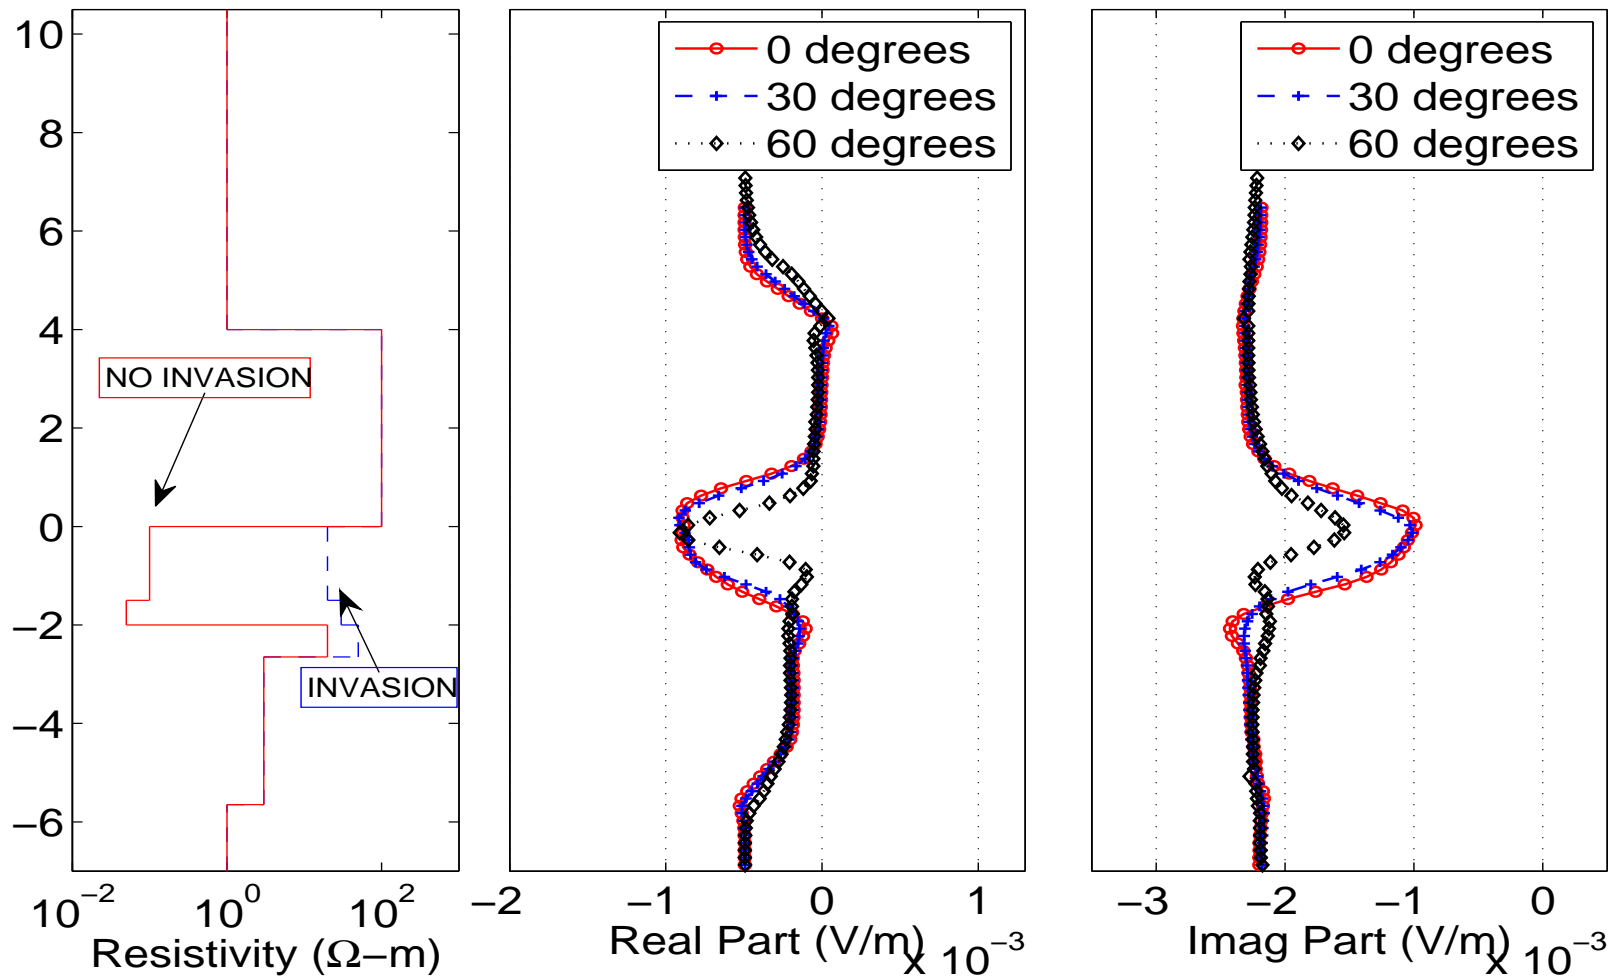 10
8
6
4
2
0
−2
−4
−6
NO INVASION
INVASION
10⁻² 10⁰ 10²
Resistivity (Ω−m)
0 degrees
30 degrees
60 degrees
−2 −1 0 1
Real Part (V/m)
x 10⁻³
0 degrees
30 degrees
60 degrees
−3 −2 −1 0
Imag Part (V/m)
x 10⁻³